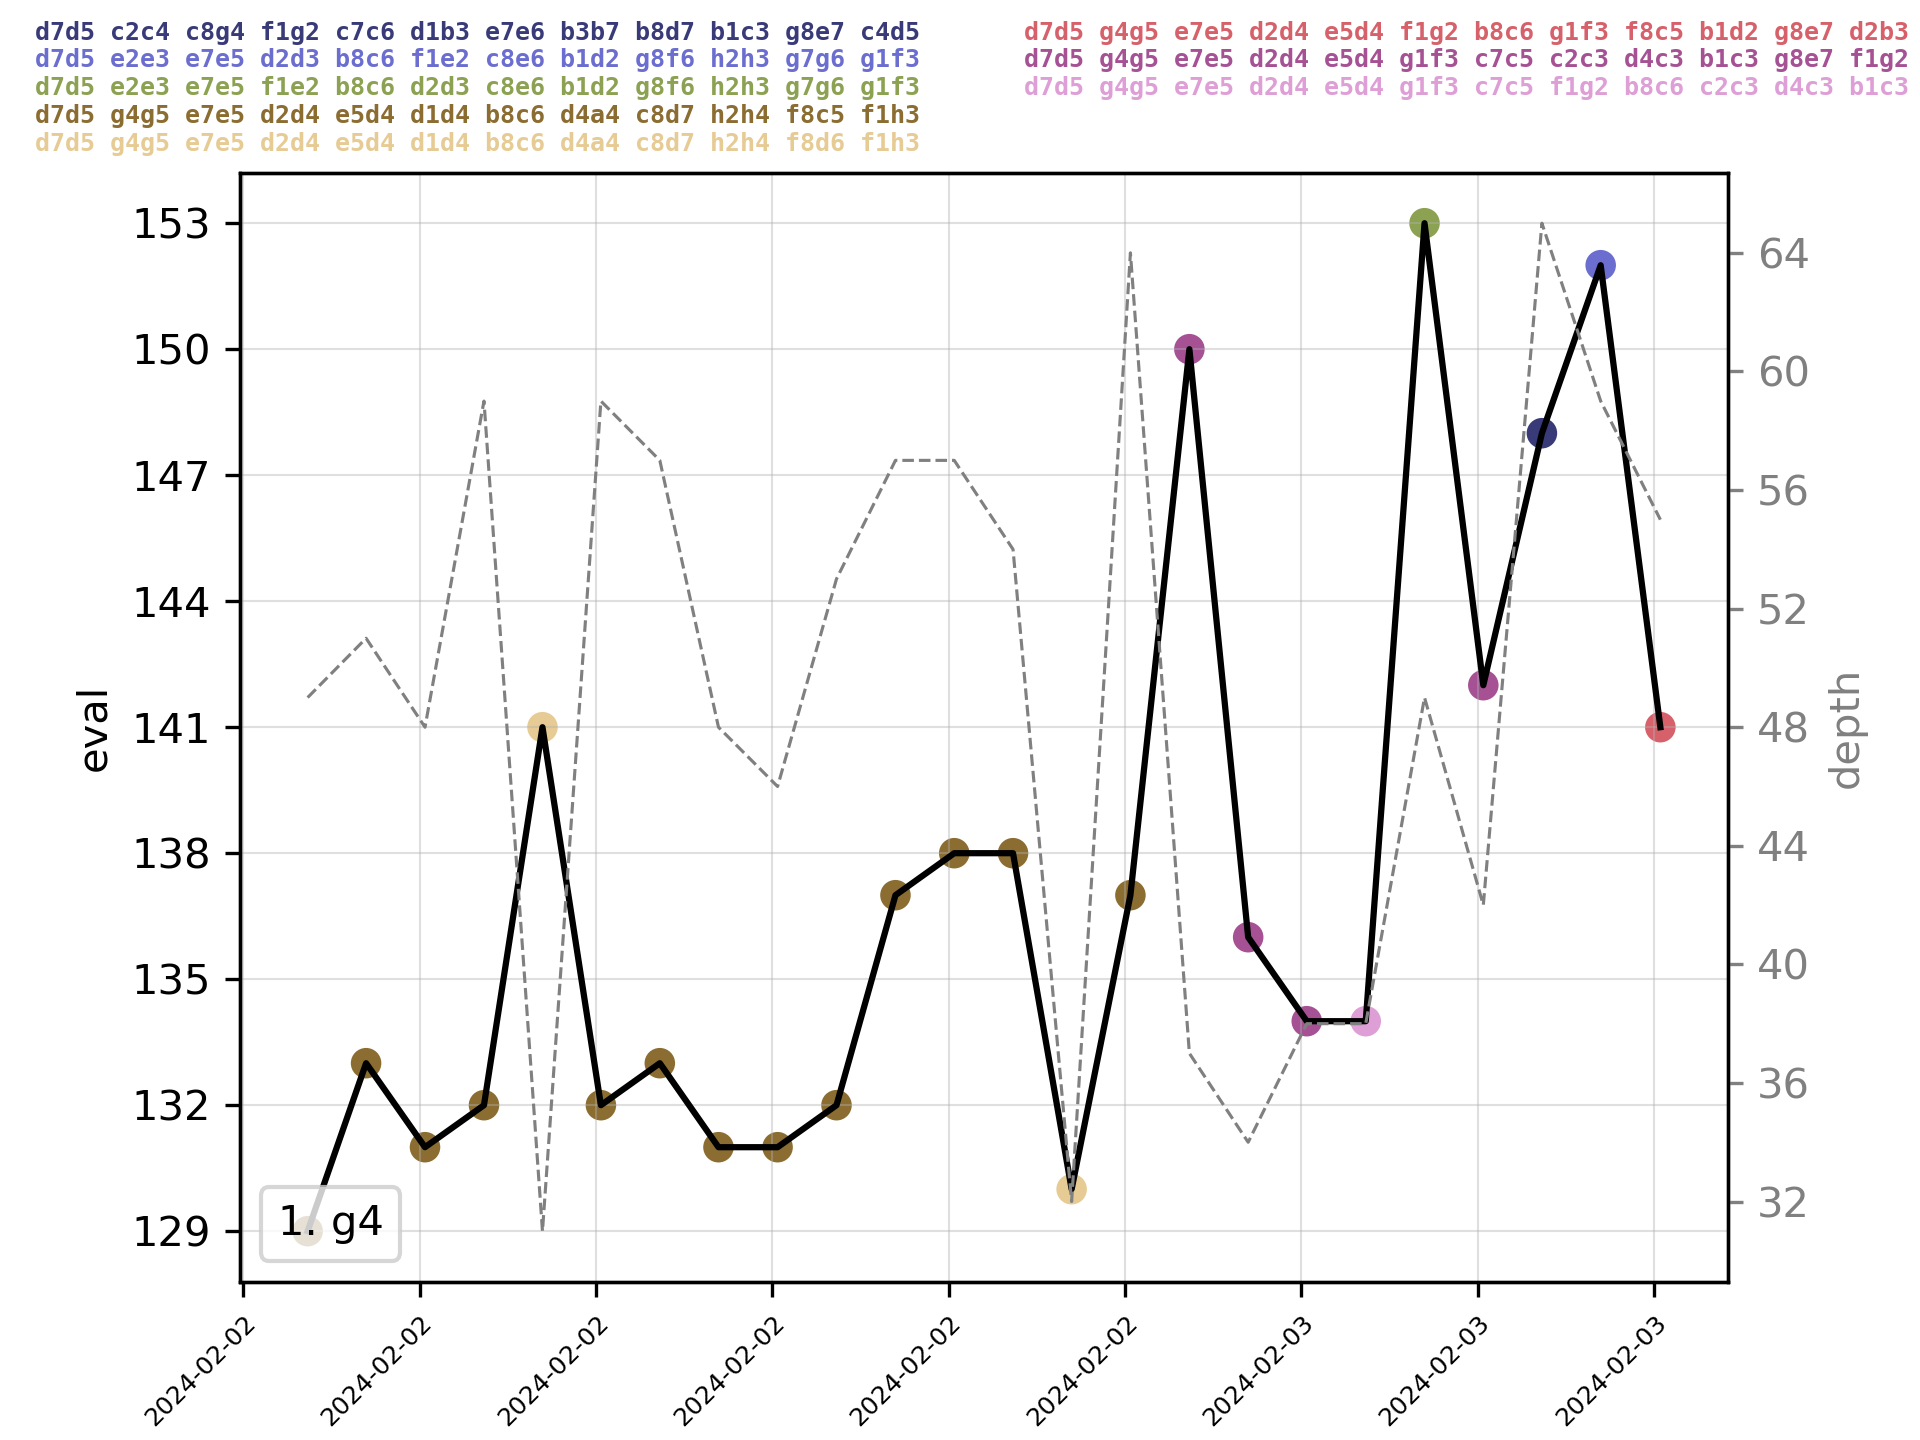 d7d5 c2c4 c8g4 f1g2 c7c6 d1b3 e7e6 b3b7 b8d7 b1c3 g8e7 c4d5
d7d5 e2e3 e7e5 d2d3 b8c6 f1e2 c8e6 b1d2 g8f6 h2h3 g7g6 g1f3
d7d5 e2e3 e7e5 f1e2 b8c6 d2d3 c8e6 b1d2 g8f6 h2h3 g7g6 g1f3
d7d5 g4g5 e7e5 d2d4 e5d4 d1d4 b8c6 d4a4 c8d7 h2h4 f8c5 f1h3
d7d5 g4g5 e7e5 d2d4 e5d4 d1d4 b8c6 d4a4 c8d7 h2h4 f8d6 f1h3
d7d5 g4g5 e7e5 d2d4 e5d4 f1g2 b8c6 g1f3 f8c5 b1d2 g8e7 d2b3
d7d5 g4g5 e7e5 d2d4 e5d4 g1f3 c7c5 c2c3 d4c3 b1c3 g8e7 f1g2
d7d5 g4g5 e7e5 d2d4 e5d4 g1f3 c7c5 f1g2 b8c6 c2c3 d4c3 b1c3
153
150
147
144
141
138
135
132
129
eval
64
60
56
52
48
44
40
36
32
depth
1. g4
2024-02-02
2024-02-02
2024-02-02
2024-02-02
2024-02-02
2024-02-02
2024-02-03
2024-02-03
2024-02-03